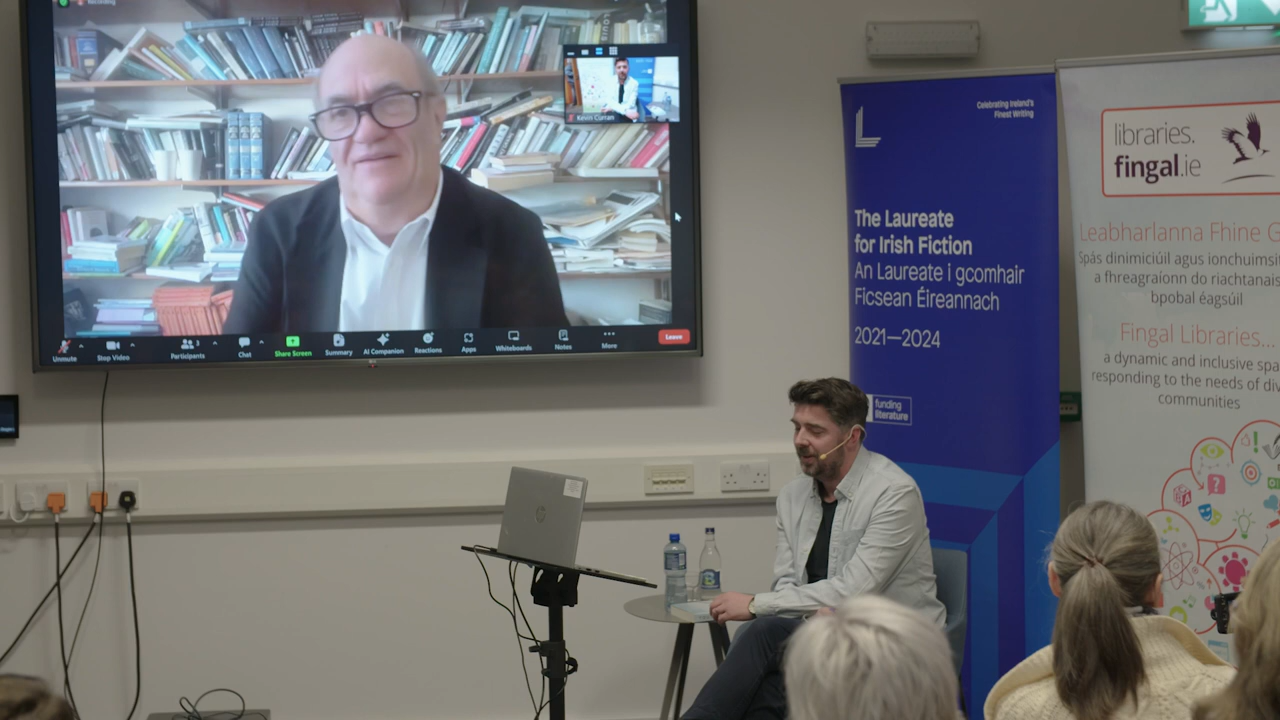 Recording
Kevin Curran
Unmute
Stop Video
Participants
3
Chat
Share Screen
Summary
AI Companion
Reactions
Apps
Whiteboards
Notes
More
Leave
Celebrating Ireland's
Finest Writing
The Laureate
for Irish Fiction
An Laureate i gcomhair
Ficsean Éireannach
2021—2024
funding
literature
libraries.
fingal.ie
Leabharlanna Fhine G
Spás dinimiciúil agus ionchuimsit
a fhreagraíonn do riachtanais
bpobal éagsúil
Fingal Libraries...
a dynamic and inclusive spa
responding to the needs of div
communities
hp